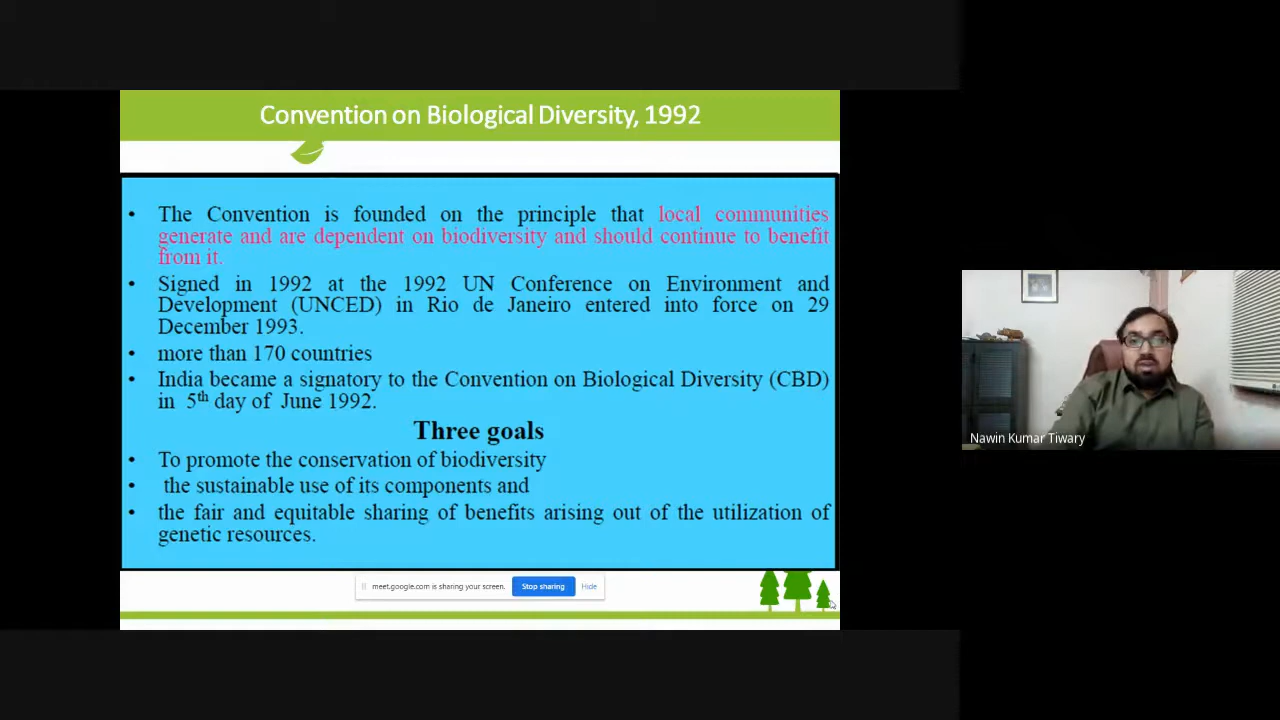 Convention on Biological Diversity, 1992
• The Convention is founded on the principle that local communities
generate and are dependent on biodiversity and should continue to benefit
from it.
• Signed in 1992 at the 1992 UN Conference on Environment and
Development (UNCED) in Rio de Janeiro entered into force on 29
December 1993.
• more than 170 countries
• India became a signatory to the Convention on Biological Diversity (CBD)
in 5th day of June 1992.
Three goals
• To promote the conservation of biodiversity
• the sustainable use of its components and
• the fair and equitable sharing of benefits arising out of the utilization of
genetic resources.
meet.google.com is sharing your screen. Stop sharing Hide
Nawin Kumar Tiwary